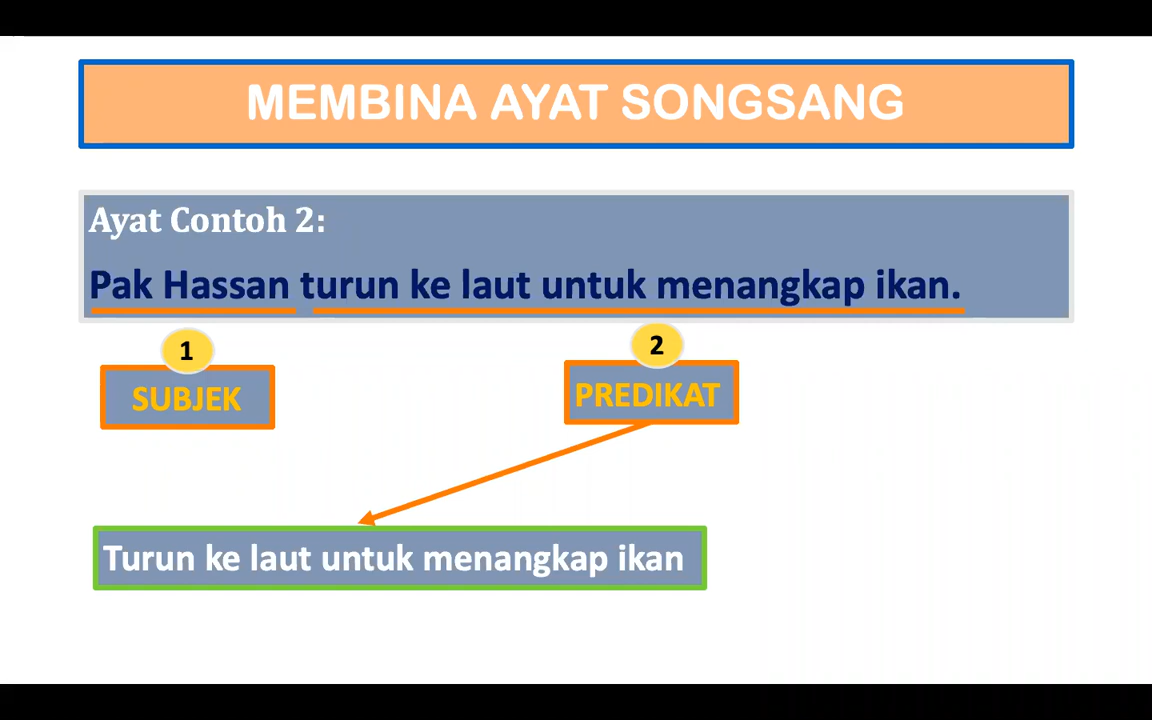 MEMBINA AYAT SONGSANG
Ayat Contoh 2:
Pak Hassan turun ke laut untuk menangkap ikan.
1
2
SUBJEK
PREDIKAT
Turun ke laut untuk menangkap ikan